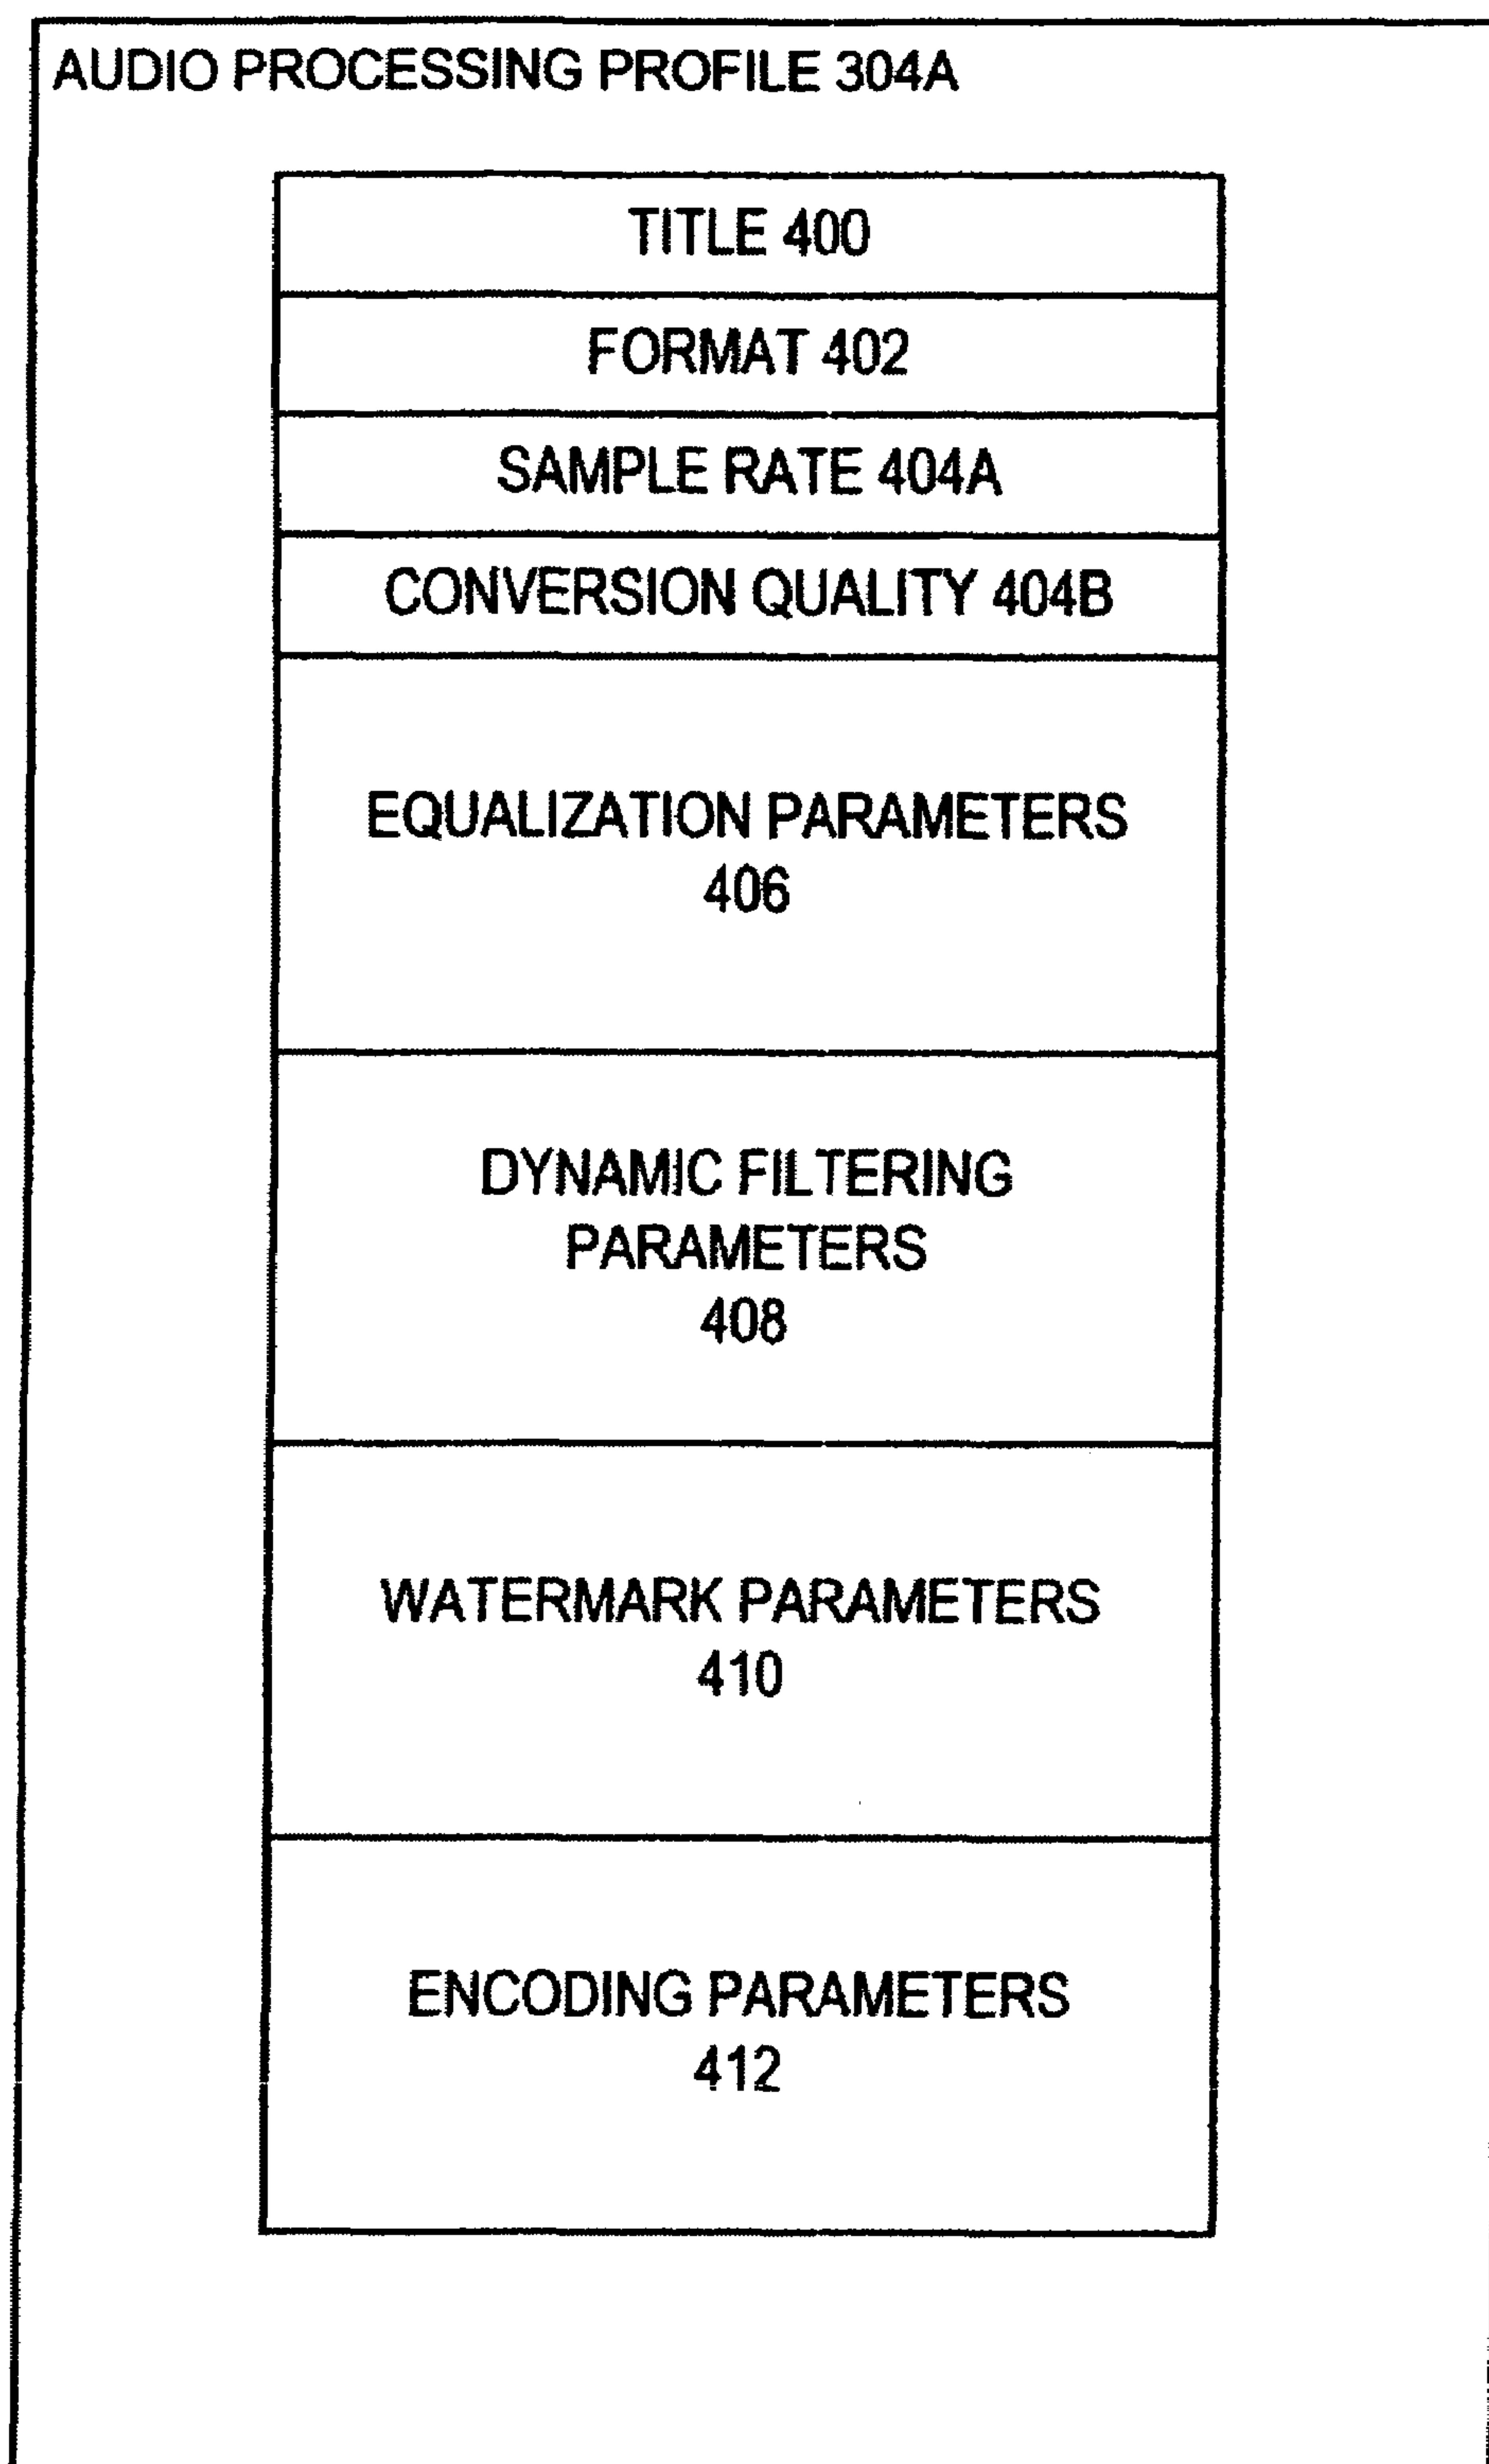 AUDIO PROCESSING PROFILE 304A
TITLE 400
FORMAT 402
SAMPLE RATE 404A
CONVERSION QUALITY 404B
EQUALIZATION PARAMETERS
406
DYNAMIC FILTERING
PARAMETERS
408
WATERMARK PARAMETERS
410
ENCODING PARAMETERS
412